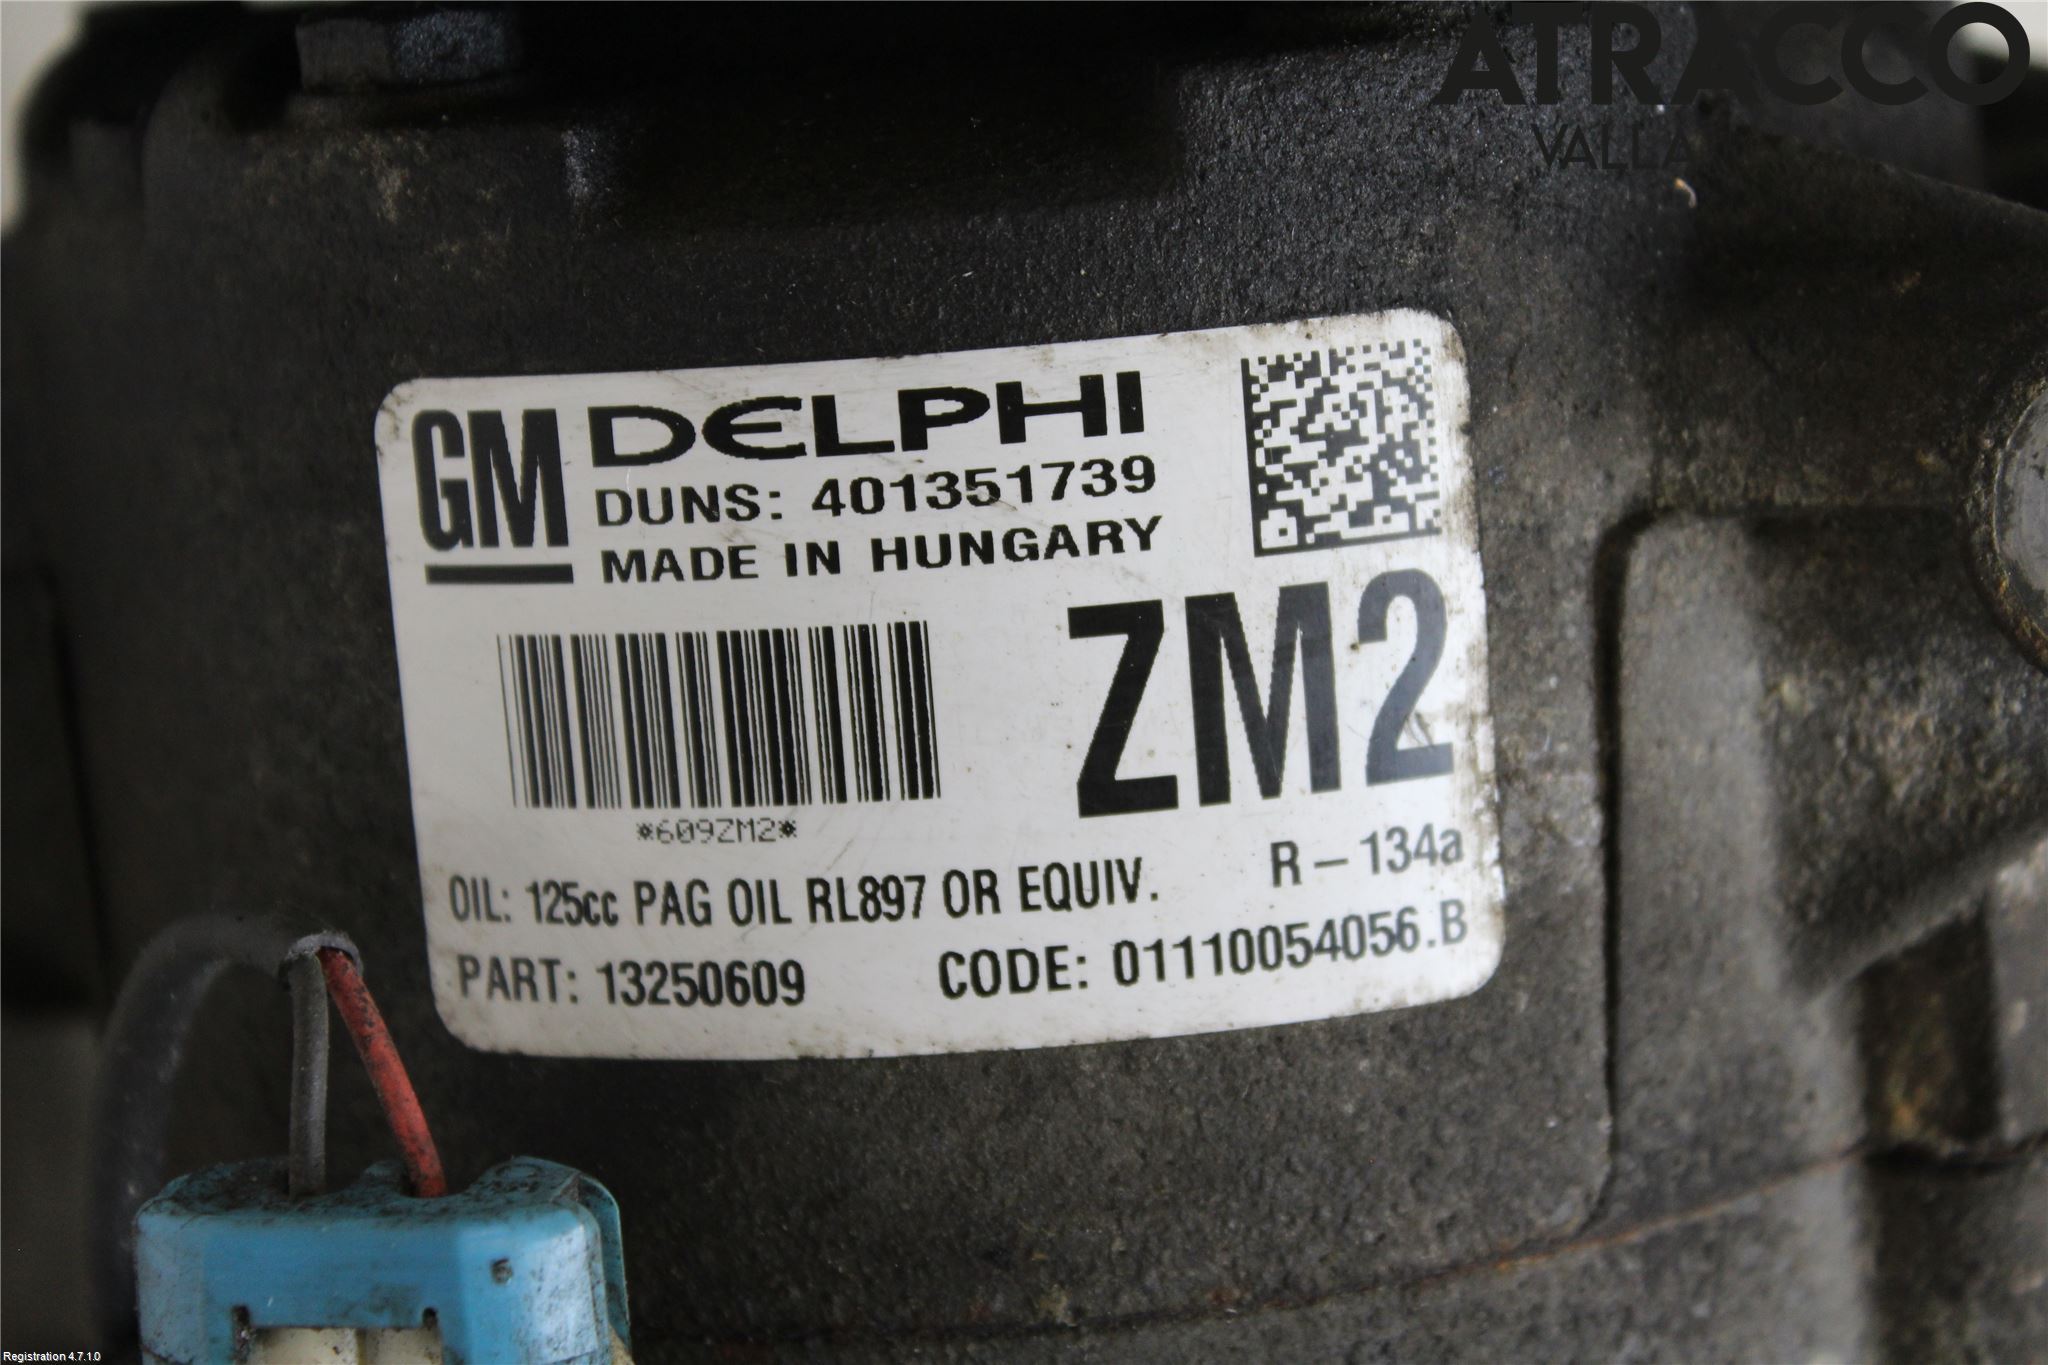 ATRACCO
VALLA
GM DELPHI
DUNS: 401351739
MADE IN HUNGARY
ZM2
*609ZM2*
R-134a
OIL: 125cc PAG OIL RL897 OR EQUIV.
PART: 13250609 CODE: 01110054056.B
Registration 4.7.1.0